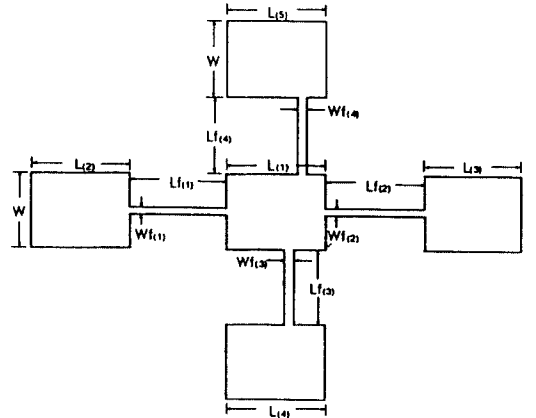 L(5)
W
Wf(4)
Lf(4)
L(2)
Lf(1)
L(1)
Lf(2)
L(3)
W
Wf(1)
Wf(3)
Wf(2)
Lf(3)
L(4)